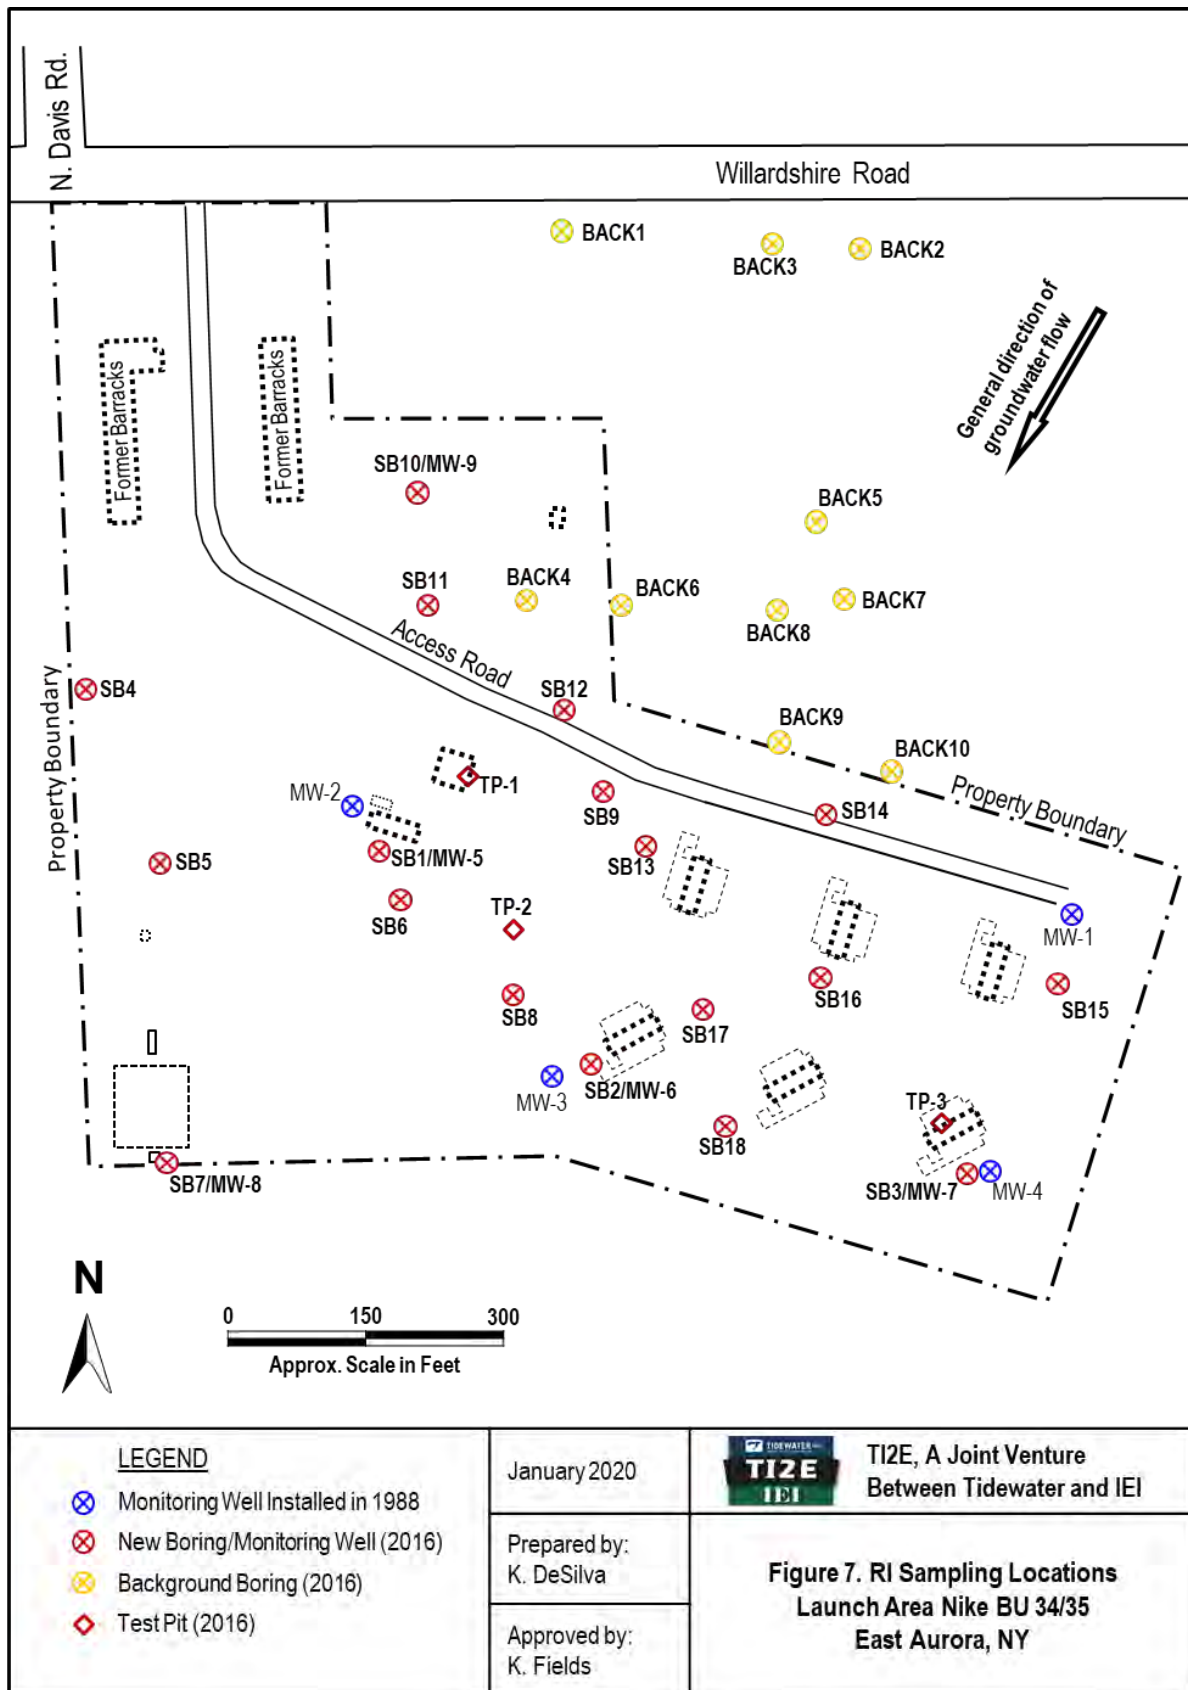 N. Davis Rd.
Willardshire Road
BACK1
BACK3
BACK2
General direction of
groundwater flow
Former Barracks
Former Barracks
SB10/MW-9
BACK5
SB11
BACK4
BACK6
BACK7
BACK8
Access Road
Property Boundary
SB4
SB12
BACK9
BACK10
Property Boundary
TP-1
MW-2
SB9
SB14
SB1/MW-5
SB13
SB5
SB6
TP-2
MW-1
SB8
SB16
SB15
SB17
SB2/MW-6
MW-3
TP-3
SB18
SB7/MW-8
SB3/MW-7
MW-4
N
0 150 300
Approx. Scale in Feet
LEGEND
Monitoring Well Installed in 1988
New Boring/Monitoring Well (2016)
Background Boring (2016)
Test Pit (2016)
January 2020
Prepared by:
K. DeSilva
Approved by:
K. Fields
TIDEWATER
TI2E
IEI
TI2E, A Joint Venture
Between Tidewater and IEI
Figure 7. RI Sampling Locations
Launch Area Nike BU 34/35
East Aurora, NY